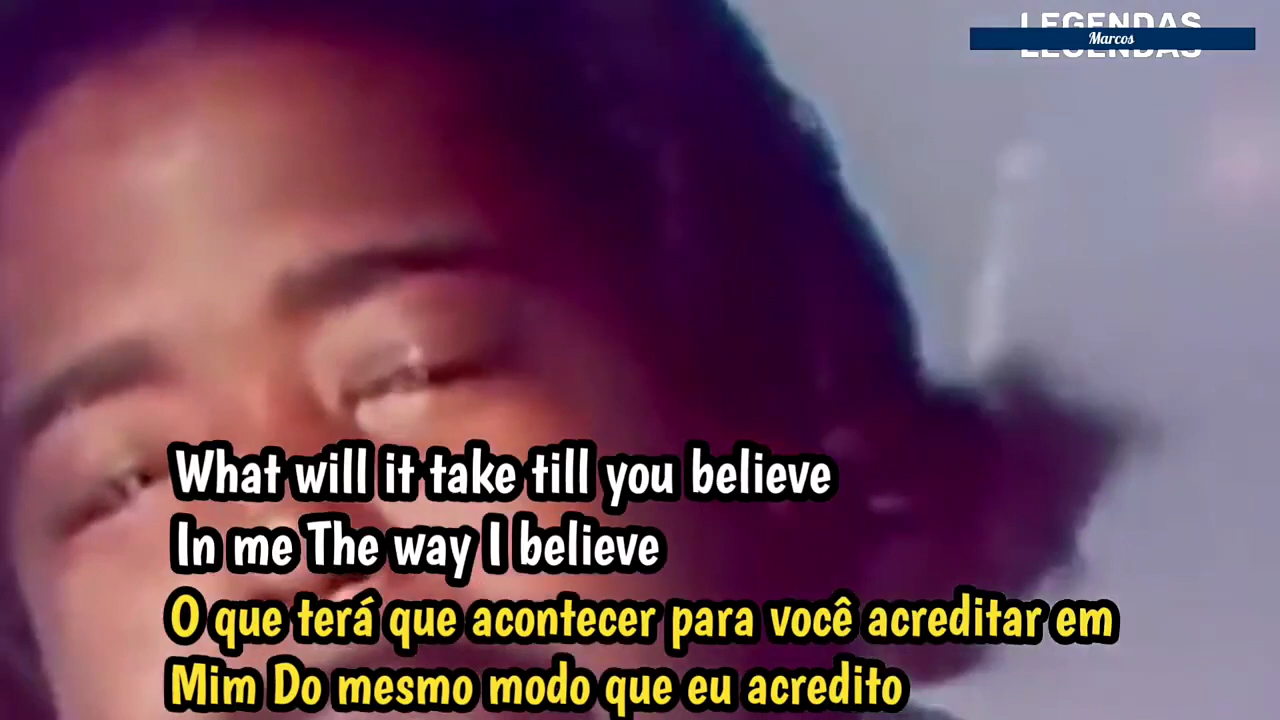 LEGENDAS
Marcos
LEGENDAS
What will it take till you believe
In me The way I believe
O que terá que acontecer para você acreditar em
Mim Do mesmo modo que eu acredito